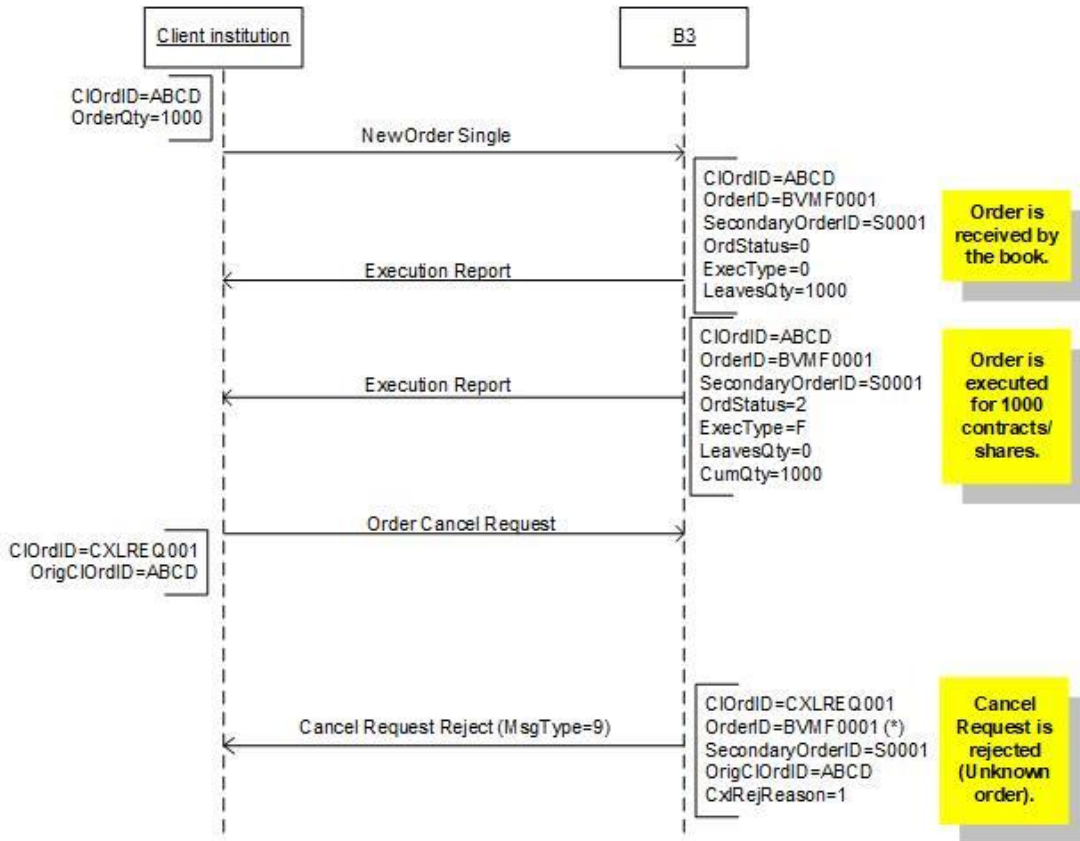 Client institution
B3
ClOrdID=ABCD
OrderQty=1000
NewOrder Single
ClOrdID=ABCD
OrderID=BVMF0001
SecondaryOrderID=S0001
OrdStatus=0
ExecType=0
LeavesQty=1000
Order is
received by
the book.
Execution Report
ClOrdID=ABCD
OrderID=BVMF0001
SecondaryOrderID=S0001
OrdStatus=2
ExecType=F
LeavesQty=0
CumQty=1000
Order is
executed
for 1000
contracts/
shares.
Execution Report
Order Cancel Request
ClOrdID=CXLREQ001
OrigClOrdID=ABCD
Cancel Request Reject (MsgType=9)
ClOrdID=CXLREQ001
OrderID=BVMF0001 (*)
SecondaryOrderID=S0001
OrigClOrdID=ABCD
CxlRejReason=1
Cancel
Request is
rejected
(Unknown
order).